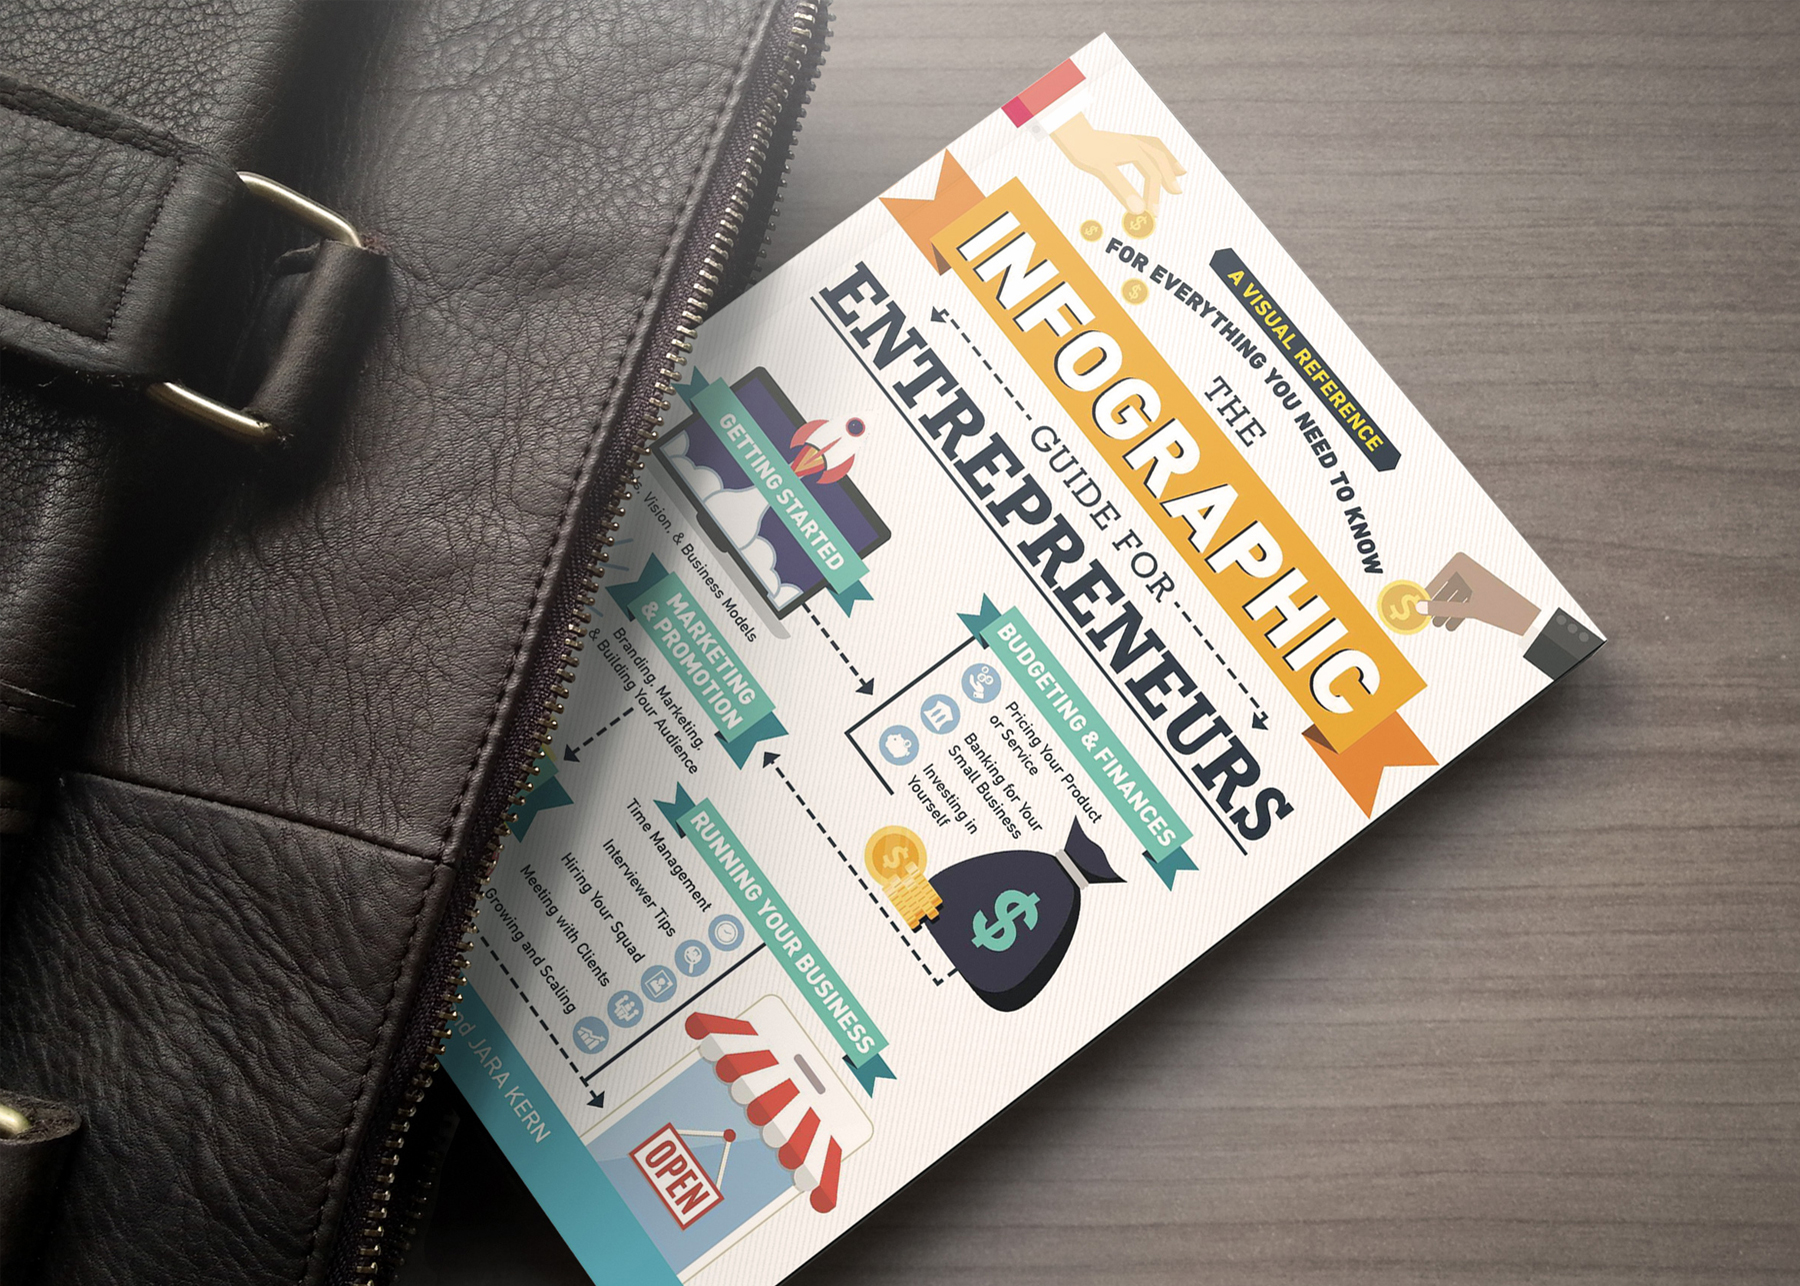 A VISUAL REFERENCE
FOR EVERYTHING YOU NEED TO KNOW
THE
INFOGRAPHIC
GUIDE FOR
ENTREPRENEURS
GETTING STARTED
Vision, & Business Models
BUDGETING & FINANCES
Pricing Your Product
or Service
Banking for Your
Small Business
Investing in
Yourself
$
MARKETING
& PROMOTION
Branding, Marketing,
& Building Your Audience
RUNNING YOUR BUSINESS
Time Management
Interviewer Tips
Hiring Your Squad
Meeting with Clients
Growing and Scaling
OPEN
JARA KERN